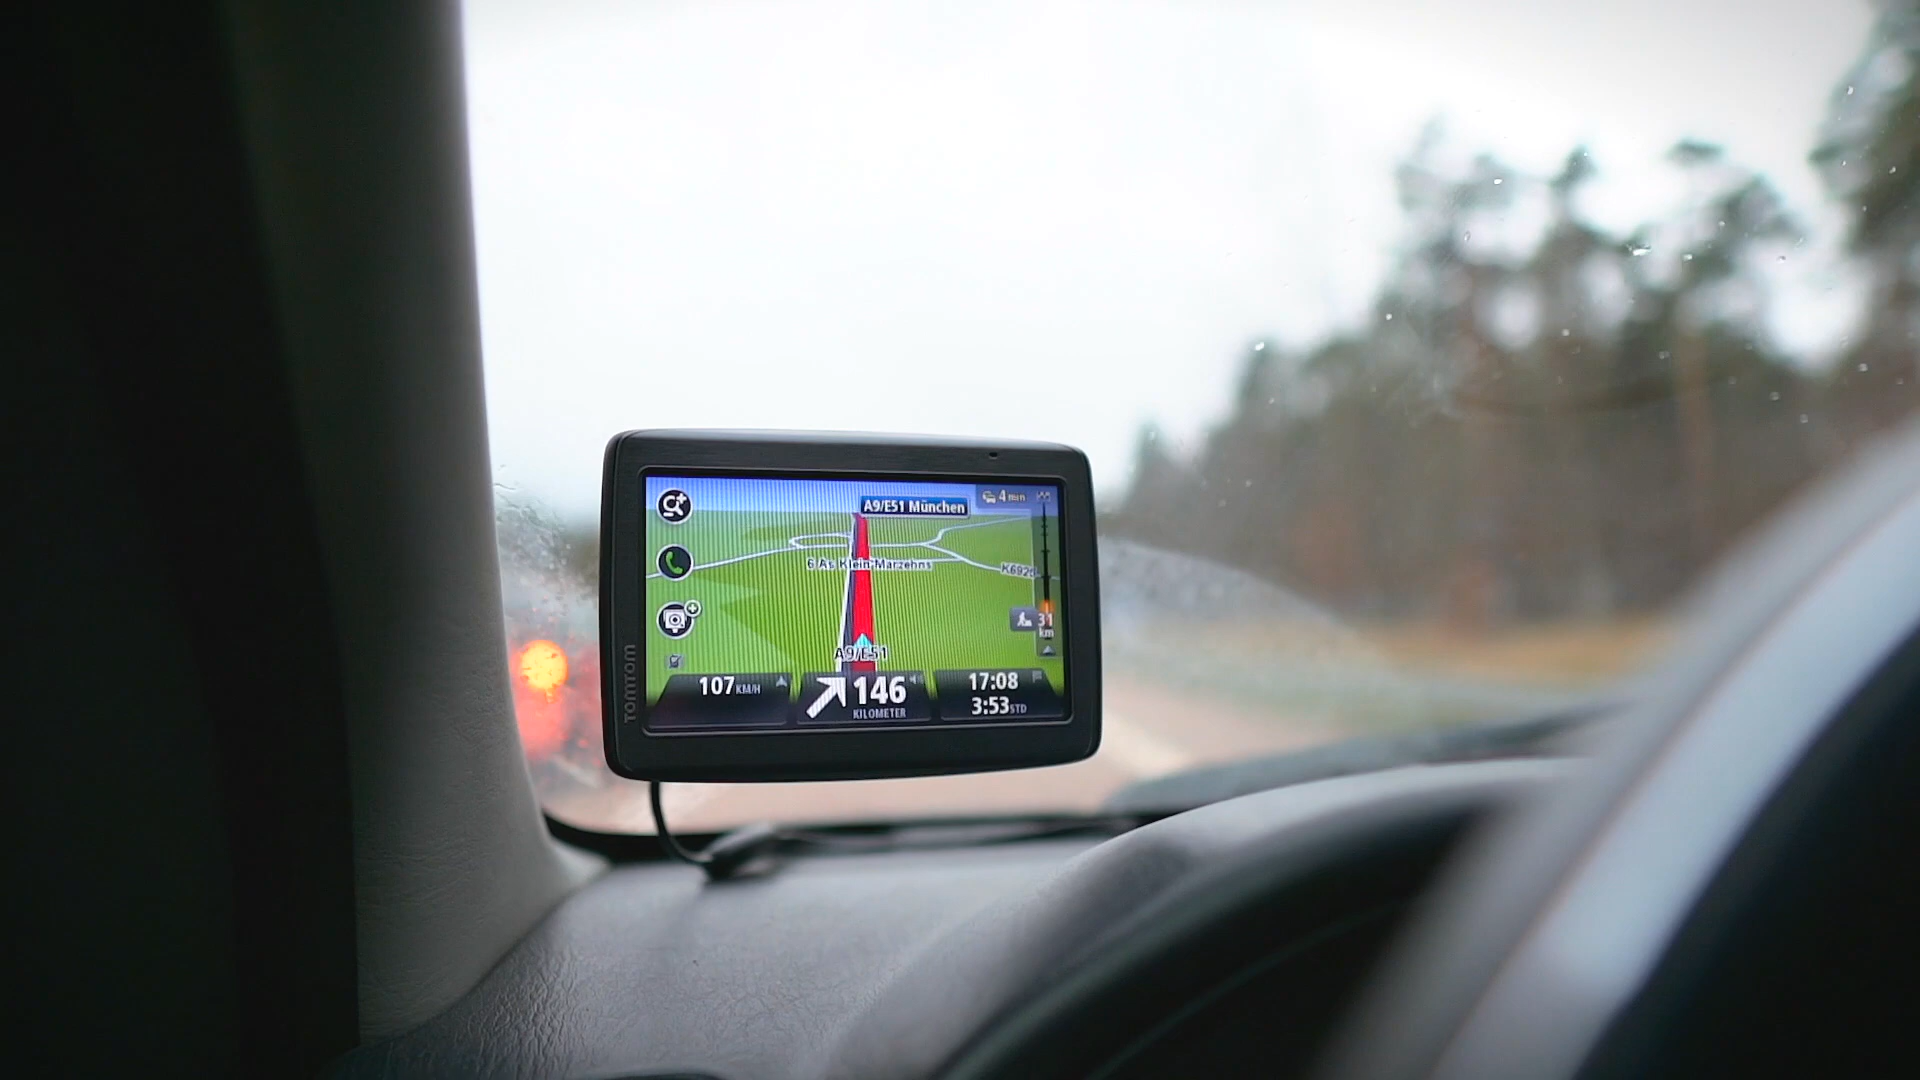 A9/E51 München
4 min
6 As Klein-Marzehns
K6928
31
km
A9/E51
TOMTOM
107 KM/H
146
KILOMETER
17:08
3:53 STD